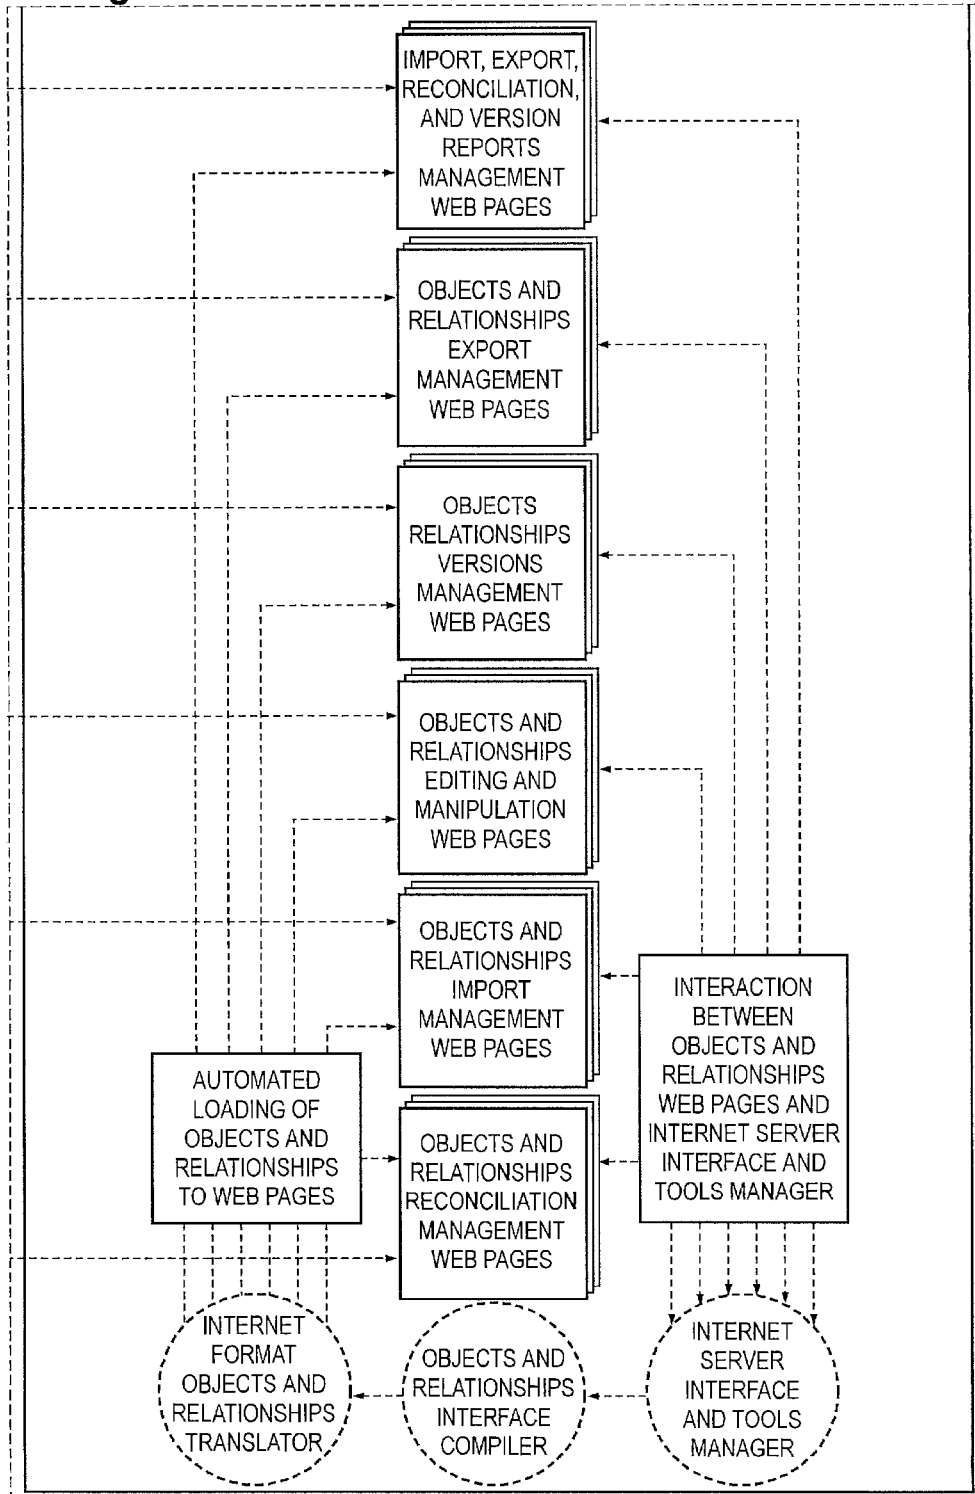 IMPORT, EXPORT,
RECONCILIATION,
AND VERSION
REPORTS
MANAGEMENT
WEB PAGES
OBJECTS AND
RELATIONSHIPS
EXPORT
MANAGEMENT
WEB PAGES
OBJECTS
RELATIONSHIPS
VERSIONS
MANAGEMENT
WEB PAGES
OBJECTS AND
RELATIONSHIPS
EDITING AND
MANIPULATION
WEB PAGES
OBJECTS AND
RELATIONSHIPS
IMPORT
MANAGEMENT
WEB PAGES
INTERACTION
BETWEEN
OBJECTS AND
RELATIONSHIPS
WEB PAGES AND
INTERNET SERVER
INTERFACE AND
TOOLS MANAGER
AUTOMATED
LOADING OF
OBJECTS AND
RELATIONSHIPS
TO WEB PAGES
OBJECTS AND
RELATIONSHIPS
RECONCILIATION
MANAGEMENT
WEB PAGES
INTERNET
FORMAT
OBJECTS AND
RELATIONSHIPS
TRANSLATOR
OBJECTS AND
RELATIONSHIPS
INTERFACE
COMPILER
INTERNET
SERVER
INTERFACE
AND TOOLS
MANAGER